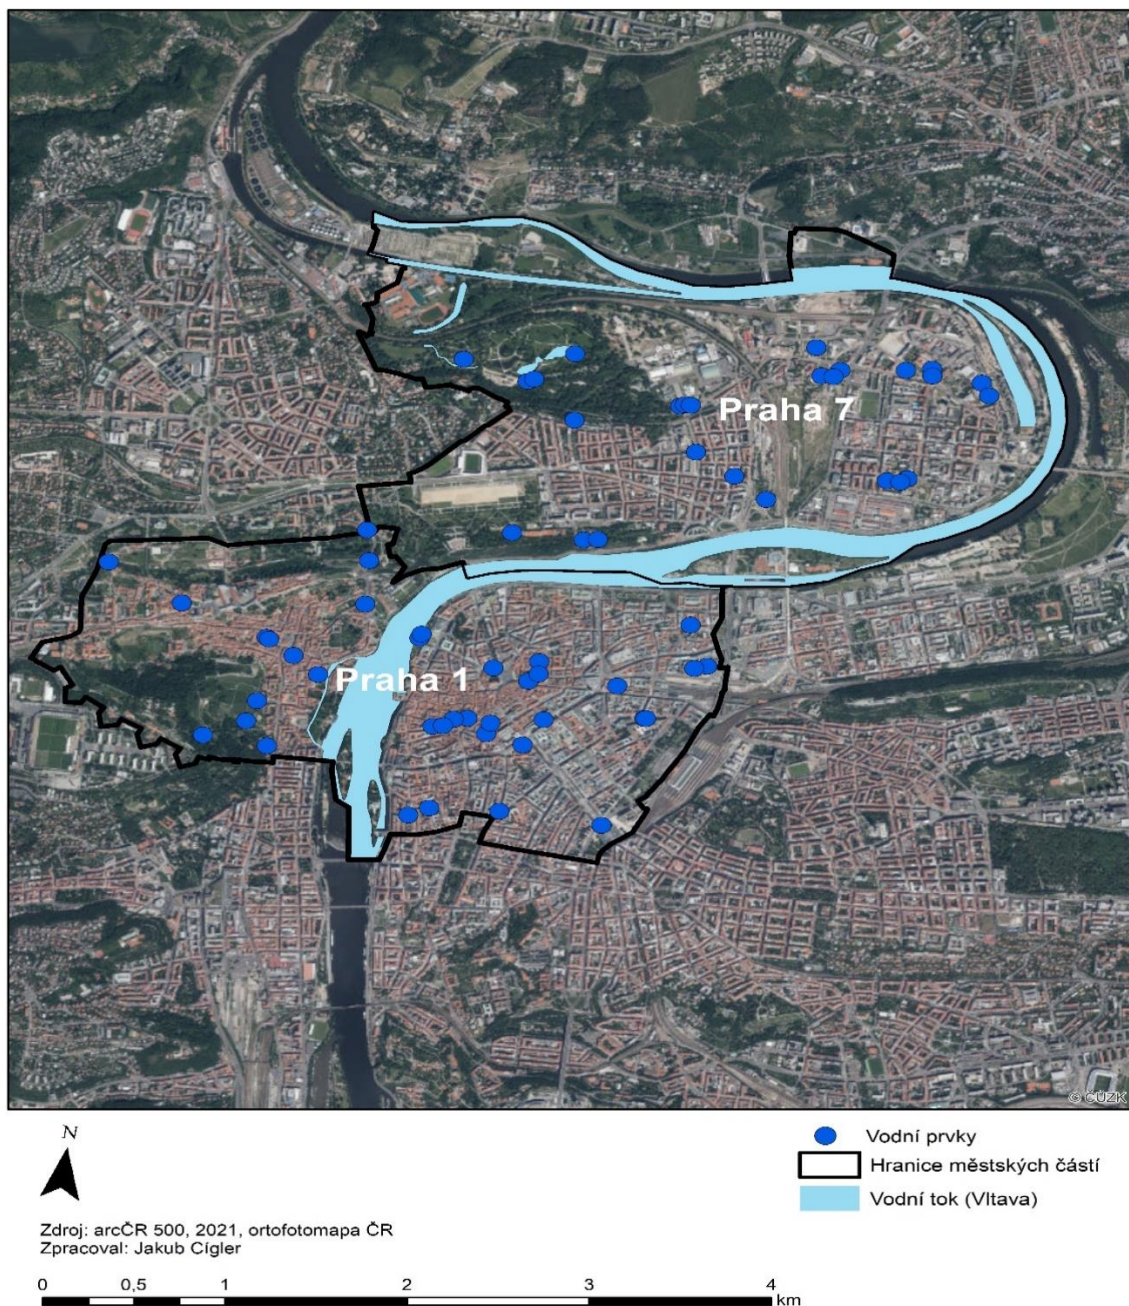 Praha 7
Praha 1
© ČÚZK
N
Vodní prvky
Hranice městských částí
Vodní tok (Vltava)
Zdroj: arcČR 500, 2021, ortofotomapa ČR
Zpracoval: Jakub Cígler
0 0,5 1 2 3 4
km